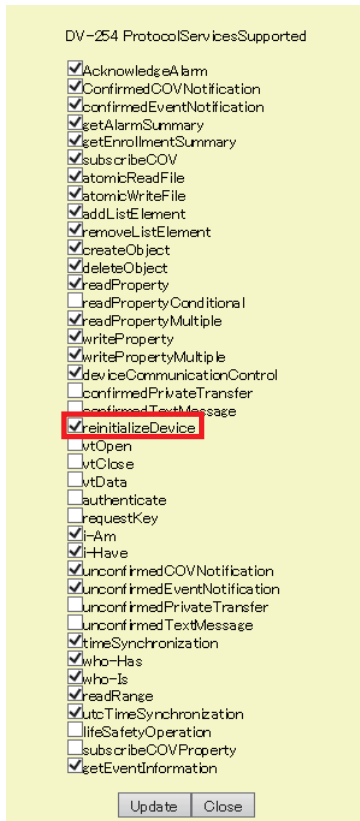 DV-254 ProtocolServicesSupported
AcknowledgeAlarm
ConfirmedCOVNotification
confirmedEventNotification
getAlarmSummary
getEnrollmentSummary
subscribeCOV
atomicReadFile
atomicWriteFile
addListElement
removeListElement
createObject
deleteObject
readProperty
readPropertyConditional
readPropertyMultiple
writeProperty
writePropertyMultiple
deviceCommunicationControl
confirmedPrivateTransfer
confirmedTextMessage
reinitializeDevice
vtOpen
vtClose
vtData
authenticate
requestKey
i-Am
i-Have
unconfirmedCOVNotification
unconfirmedEventNotification
unconfirmedPrivateTransfer
unconfirmedTextMessage
timeSynchronization
who-Has
who-Is
readRange
utcTimeSynchronization
lifeSafetyOperation
subscribeCOVProperty
getEventInformation
Update Close